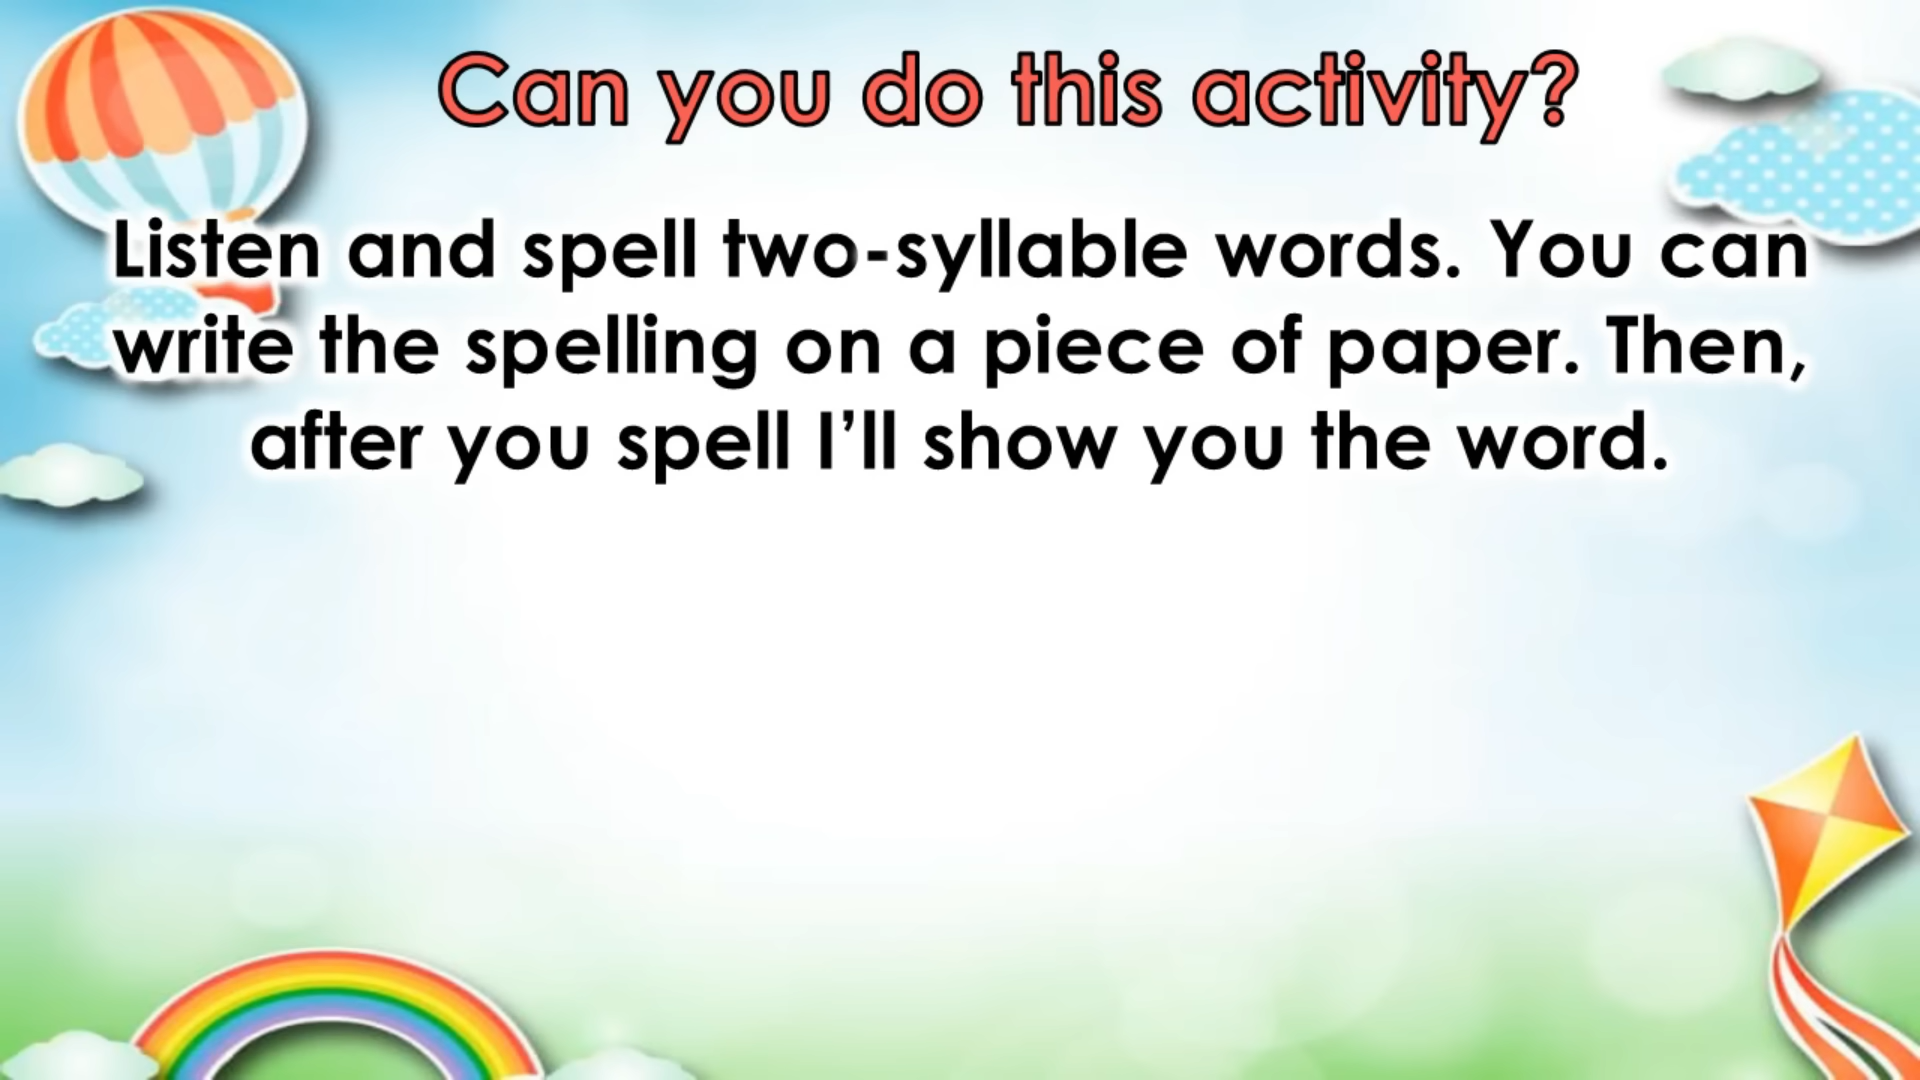 Can you do this activity?
Listen and spell two-syllable words. You can
write the spelling on a piece of paper. Then,
after you spell I’ll show you the word.